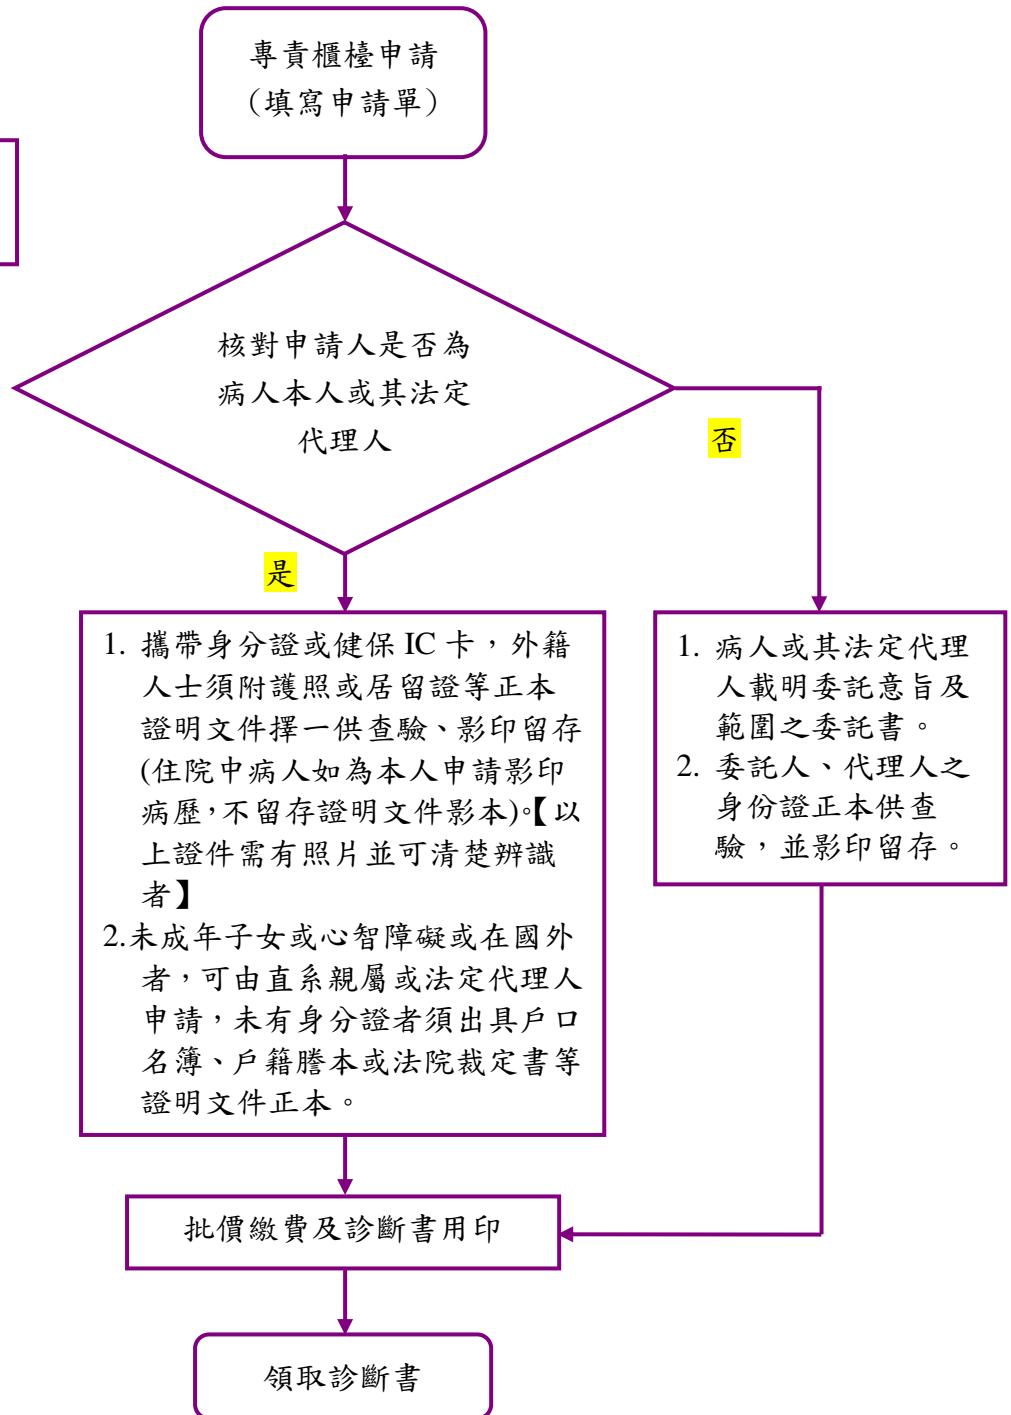 專責櫃檯申請
（填寫申請單）
核對申請人是否為
病人本人或其法定
代理人
否
是
1. 攜帶身分證或健保 IC 卡，外籍
人士須附護照或居留證等正本
證明文件擇一供查驗、影印留存
(住院中病人如為本人申請影印
病歷，不留存證明文件影本)。【以
上證件需有照片並可清楚辨識
者】
2.未成年子女或心智障礙或在國外
者，可由直系親屬或法定代理人
申請，未有身分證者須出具戶口
名簿、戶籍謄本或法院裁定書等
證明文件正本。
1. 病人或其法定代理
人載明委託意旨及
範圍之委託書。
2. 委託人、代理人之
身份證正本供查
驗，並影印留存。
批價繳費及診斷書用印
領取診斷書